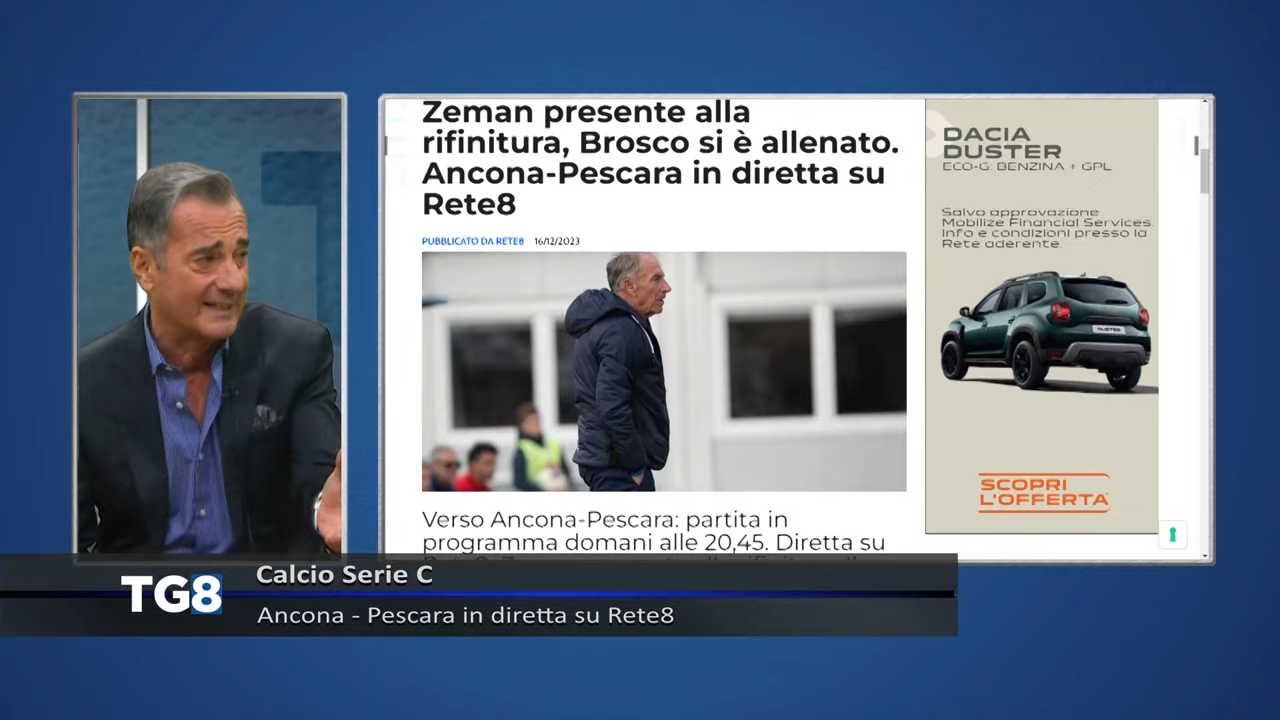 Zeman presente alla
rifinitura, Brosco si è allenato.
Ancona-Pescara in diretta su
Rete8
PUBBLICATO DA RETE8 16/12/2023
Verso Ancona-Pescara: partita in
programma domani alle 20,45. Diretta su
DACIA
DUSTER
ECO-G: BENZINA + GPL
Salvo approvazione
Mobilize Financial Services.
Info e condizioni presso la
Rete aderente.
DUSTER
SCOPRI
L'OFFERTA
TG8
Calcio Serie C
Ancona - Pescara in diretta su Rete8